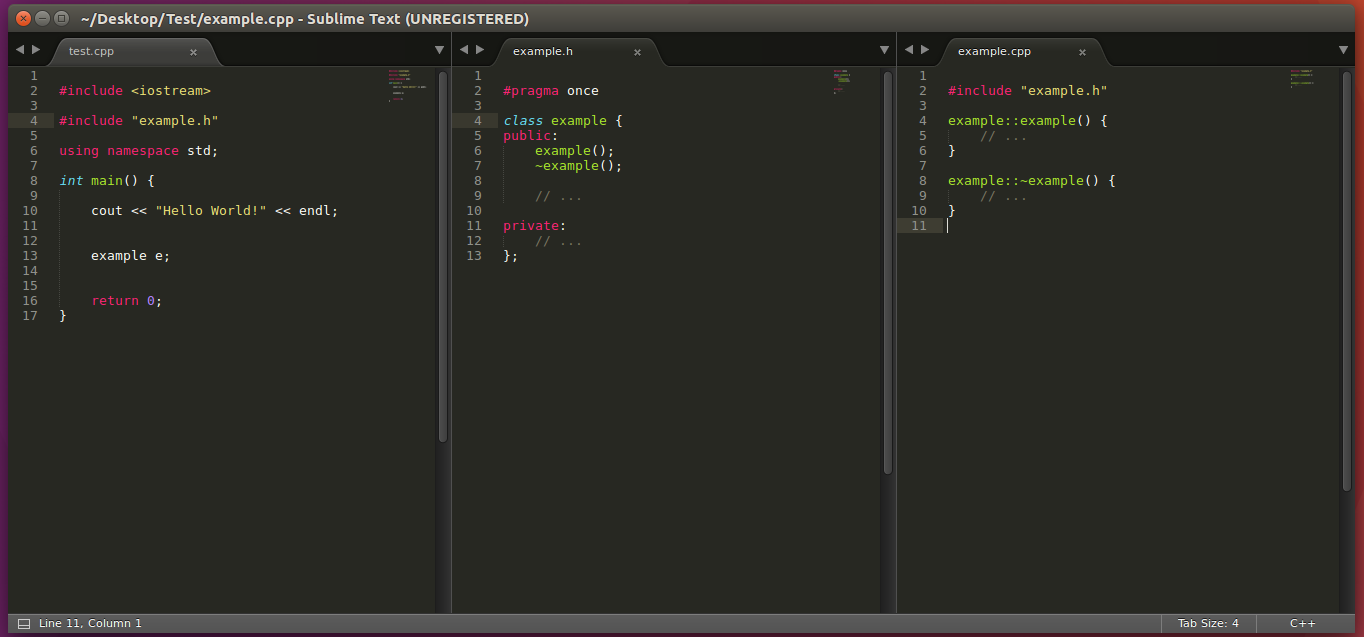 ~/Desktop/Test/example.cpp - Sublime Text (UNREGISTERED)
test.cpp
1
2 #include <iostream>
3
4 #include "example.h"
5
6 using namespace std;
7
8 int main() {
9
10 cout << "Hello World!" << endl;
11
12
13 example e;
14
15
16 return 0;
17 }
example.h
1
2 #pragma once
3
4 class example {
5 public:
6 example();
7 ~example();
8
9 // ...
10
11 private:
12 // ...
13 };
example.cpp
1
2 #include "example.h"
3
4 example::example() {
5 // ...
6 }
7
8 example::~example() {
9 // ...
10 }
11
Line 11, Column 1
Tab Size: 4
C++